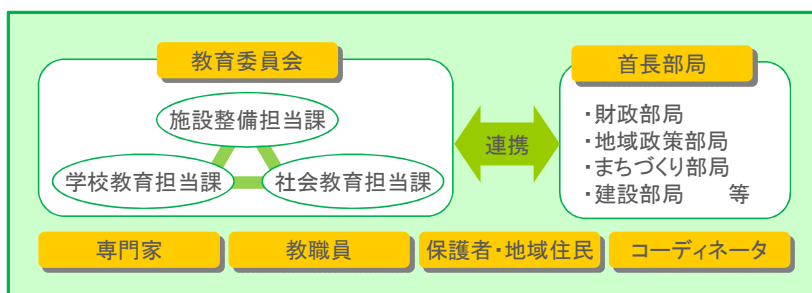 教育委員会
施設整備担当課
学校教育担当課
社会教育担当課
連携
首長部局
・財政部局
・地域政策部局
・まちづくり部局
・建設部局　　等
専門家
教職員
保護者・地域住民
コーディネータ